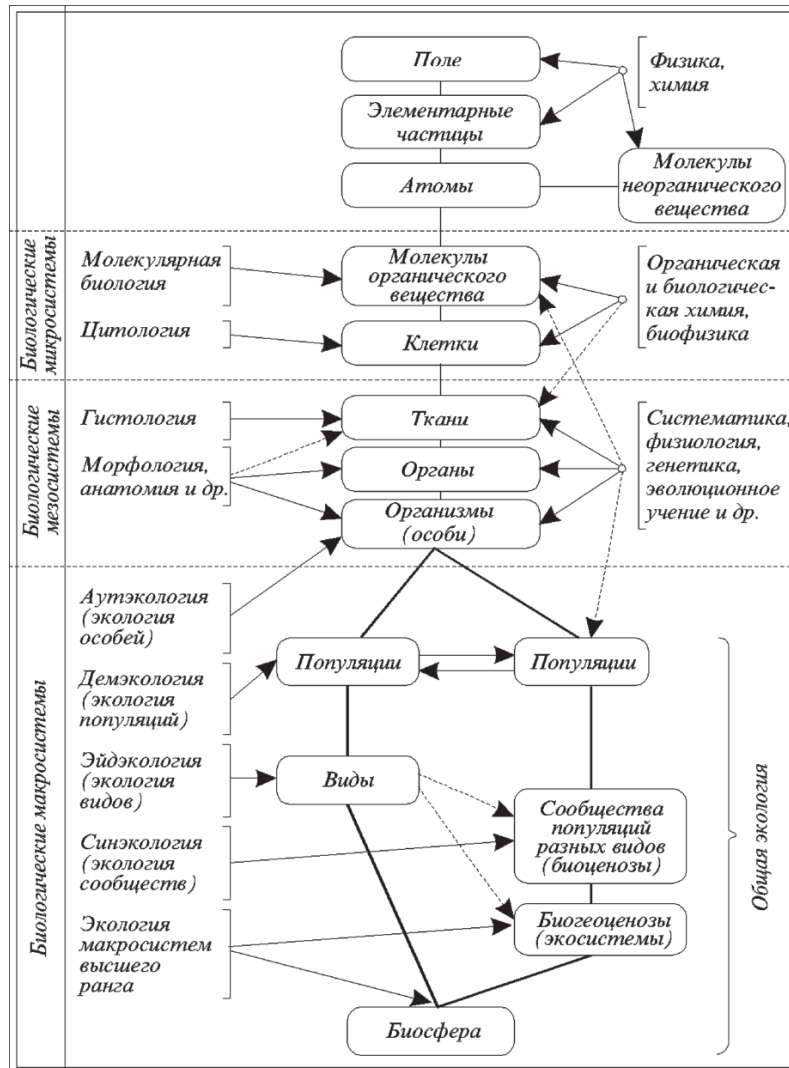 Поле
Физика,
химия
Элементарные
частицы
Атомы
Молекулы
неорганического
вещества
Биологические
микросистемы
Молекулярная
биология
Молекулы
органического
вещества
Органическая
и биологичес-
кая химия,
биофизика
Цитология
Клетки
Биологические
мезосистемы
Гистология
Ткани
Систематика,
физиология,
генетика,
эволюционное
учение и др.
Морфология,
анатомия и др.
Органы
Организмы
(особи)
Биологические макросистемы
Аутэкология
(экология
особей)
Популяции
Популяции
Демэкология
(экология
популяций)
Эйдэкология
(экология
видов)
Виды
Сообщества
популяций
разных видов
(биоценозы)
Синэкология
(экология
сообществ)
Биогеоценозы
(экосистемы)
Экология
макросистем
высшего
ранга
Биосфера
Общая экология